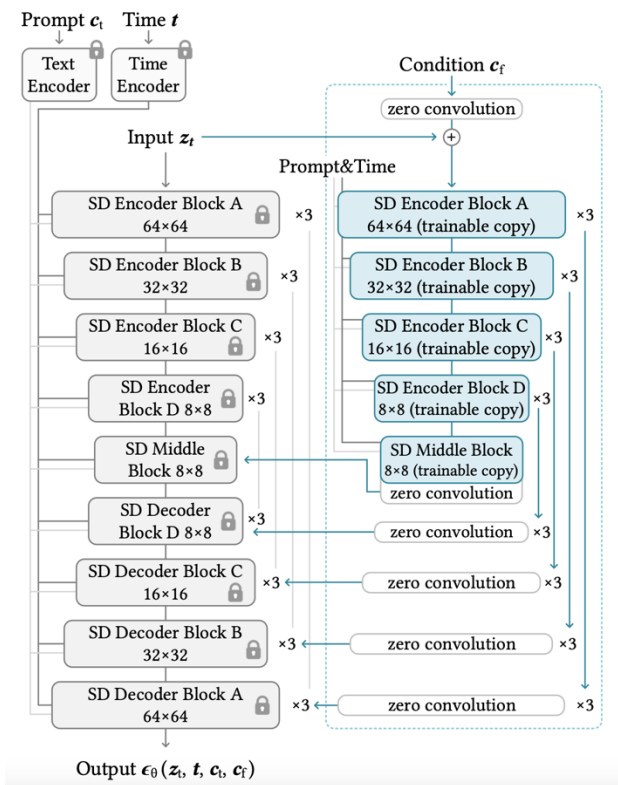 Prompt cₜ Time t
Text
Encoder
Time
Encoder
Condition c_f
zero convolution
Input zₜ
+
Prompt&Time
SD Encoder Block A
64×64
×3
SD Encoder Block A
64×64 (trainable copy)
×3
SD Encoder Block B
32×32
×3
SD Encoder Block B
32×32 (trainable copy)
×3
SD Encoder Block C
16×16
×3
SD Encoder Block C
16×16 (trainable copy)
×3
SD Encoder
Block D 8×8
×3
SD Encoder Block D
8×8 (trainable copy)
×3
SD Middle
Block 8×8
SD Middle Block
8×8 (trainable copy)
zero convolution
SD Decoder
Block D 8×8
×3
zero convolution
×3
SD Decoder Block C
16×16
×3
zero convolution
×3
SD Decoder Block B
32×32
×3
zero convolution
×3
SD Decoder Block A
64×64
×3
zero convolution
×3
Output ϵθ(zₜ, t, cₜ, c_f)